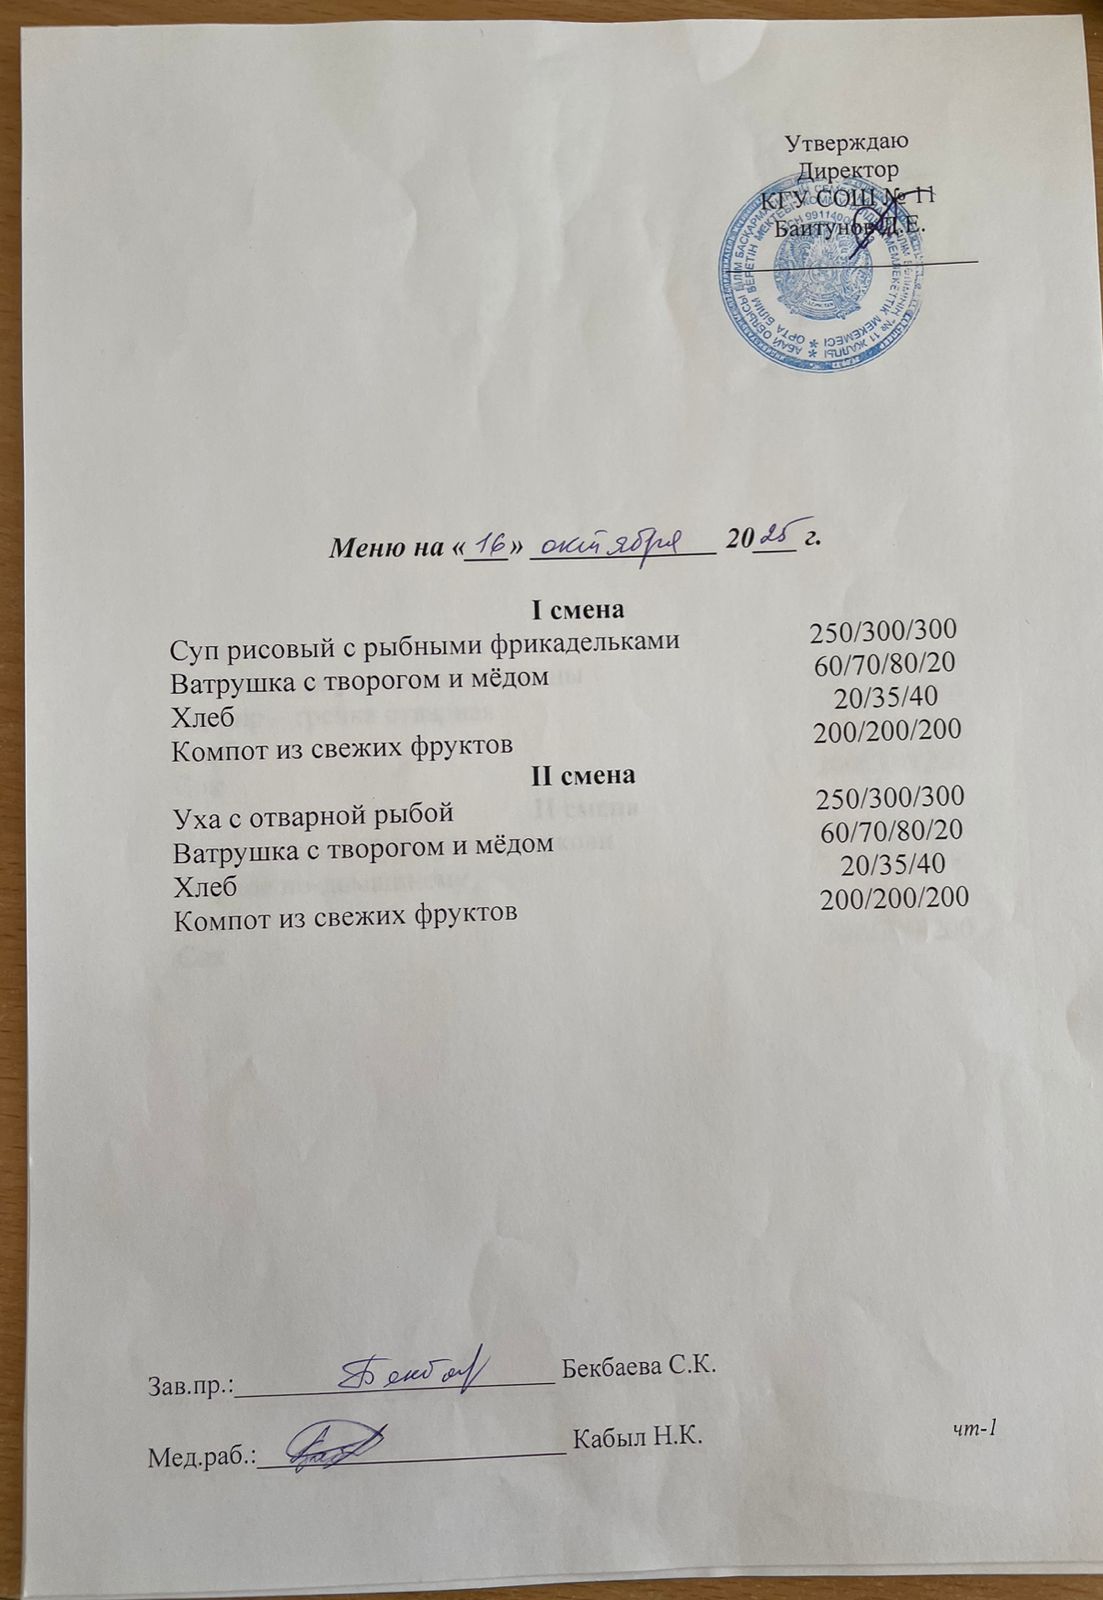 Утверждаю
Директор
КГУ СОШ № 11
Баитунов Д.Е.
Меню на «16» октября 2025 г.
I смена
Суп рисовый с рыбными фрикадельками 250/300/300
Ватрушка с творогом и мёдом 60/70/80/20
Хлеб 20/35/40
Компот из свежих фруктов 200/200/200
II смена
Уха с отварной рыбой 250/300/300
Ватрушка с творогом и мёдом 60/70/80/20
Хлеб 20/35/40
Компот из свежих фруктов 200/200/200
Зав.пр.: Бекбаева С.К.
Мед.раб.: Кабыл Н.К.
чт-1